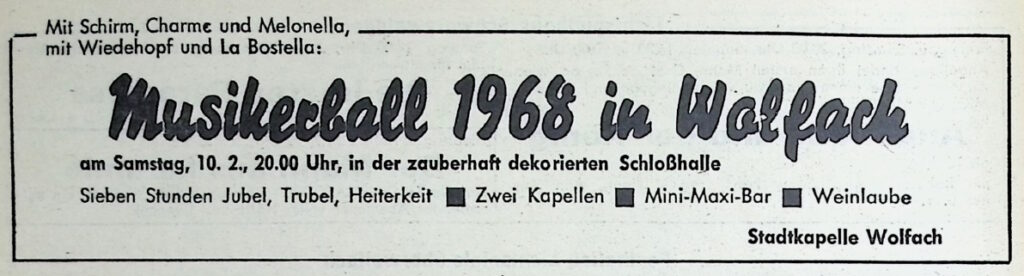 Mit Schirm, Charme und Melonella,
mit Wiedehopf und La Bostella:
Musikerball 1968 in Wolfach
am Samstag, 10. 2., 20.00 Uhr, in der zauberhaft dekorierten Schloßhalle
Sieben Stunden Jubel, Trubel, Heiterkeit ■ Zwei Kapellen ■ Mini-Maxi-Bar ■ Weinlaube
Stadtkapelle Wolfach